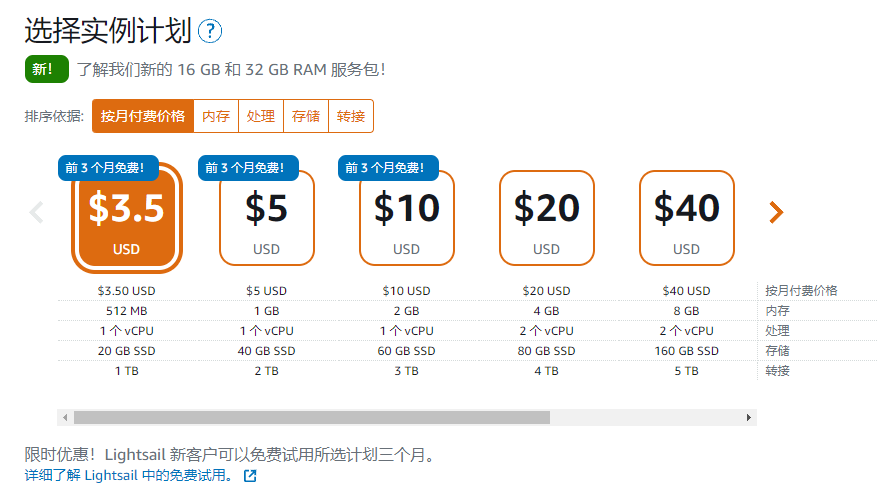 选择实例计划 ?
新! 了解我们新的 16 GB 和 32 GB RAM 服务包!
排序依据: 按月付费价格 内存 处理 存储 转接
前 3 个月免费! 前 3 个月免费! 前 3 个月免费!
$3.5 $5 $10 $20 $40
USD USD USD USD USD
$3.50 USD $5 USD $10 USD $20 USD $40 USD 按月付费价格
512 MB 1 GB 2 GB 4 GB 8 GB 内存
1 个 vCPU 1 个 vCPU 1 个 vCPU 2 个 vCPU 2 个 vCPU 处理
20 GB SSD 40 GB SSD 60 GB SSD 80 GB SSD 160 GB SSD 存储
1 TB 2 TB 3 TB 4 TB 5 TB 转接
限时优惠! Lightsail 新客户可以免费试用所选计划三个月。
详细了解 Lightsail 中的免费试用。